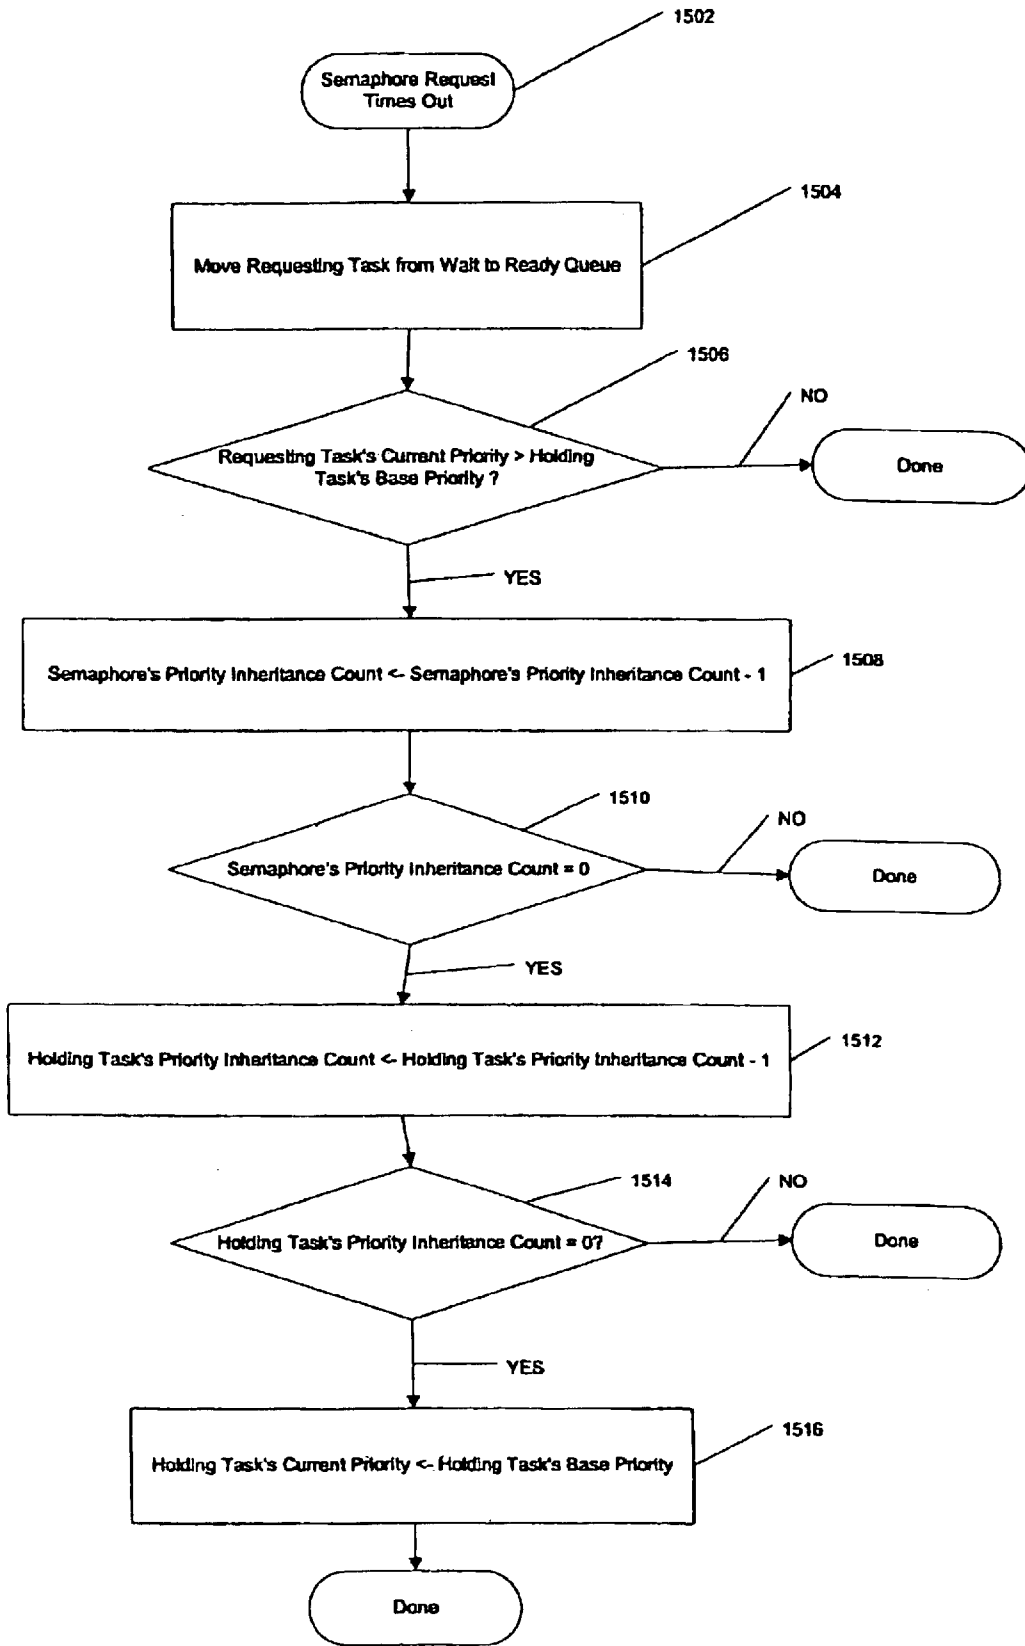 1502
Semaphore Request
Times Out
1504
Move Requesting Task from Wait to Ready Queue
1506
NO
Requesting Task's Current Priority > Holding
Task's Base Priority ?
Done
YES
Semaphore's Priority Inheritance Count <- Semaphore's Priority Inheritance Count - 1
1508
1510
NO
Semaphore's Priority Inheritance Count = 0
Done
YES
Holding Task's Priority Inheritance Count <- Holding Task's Priority Inheritance Count - 1
1512
1514
NO
Holding Task's Priority Inheritance Count = 0?
Done
YES
1516
Holding Task's Current Priority <- Holding Task's Base Priority
Done